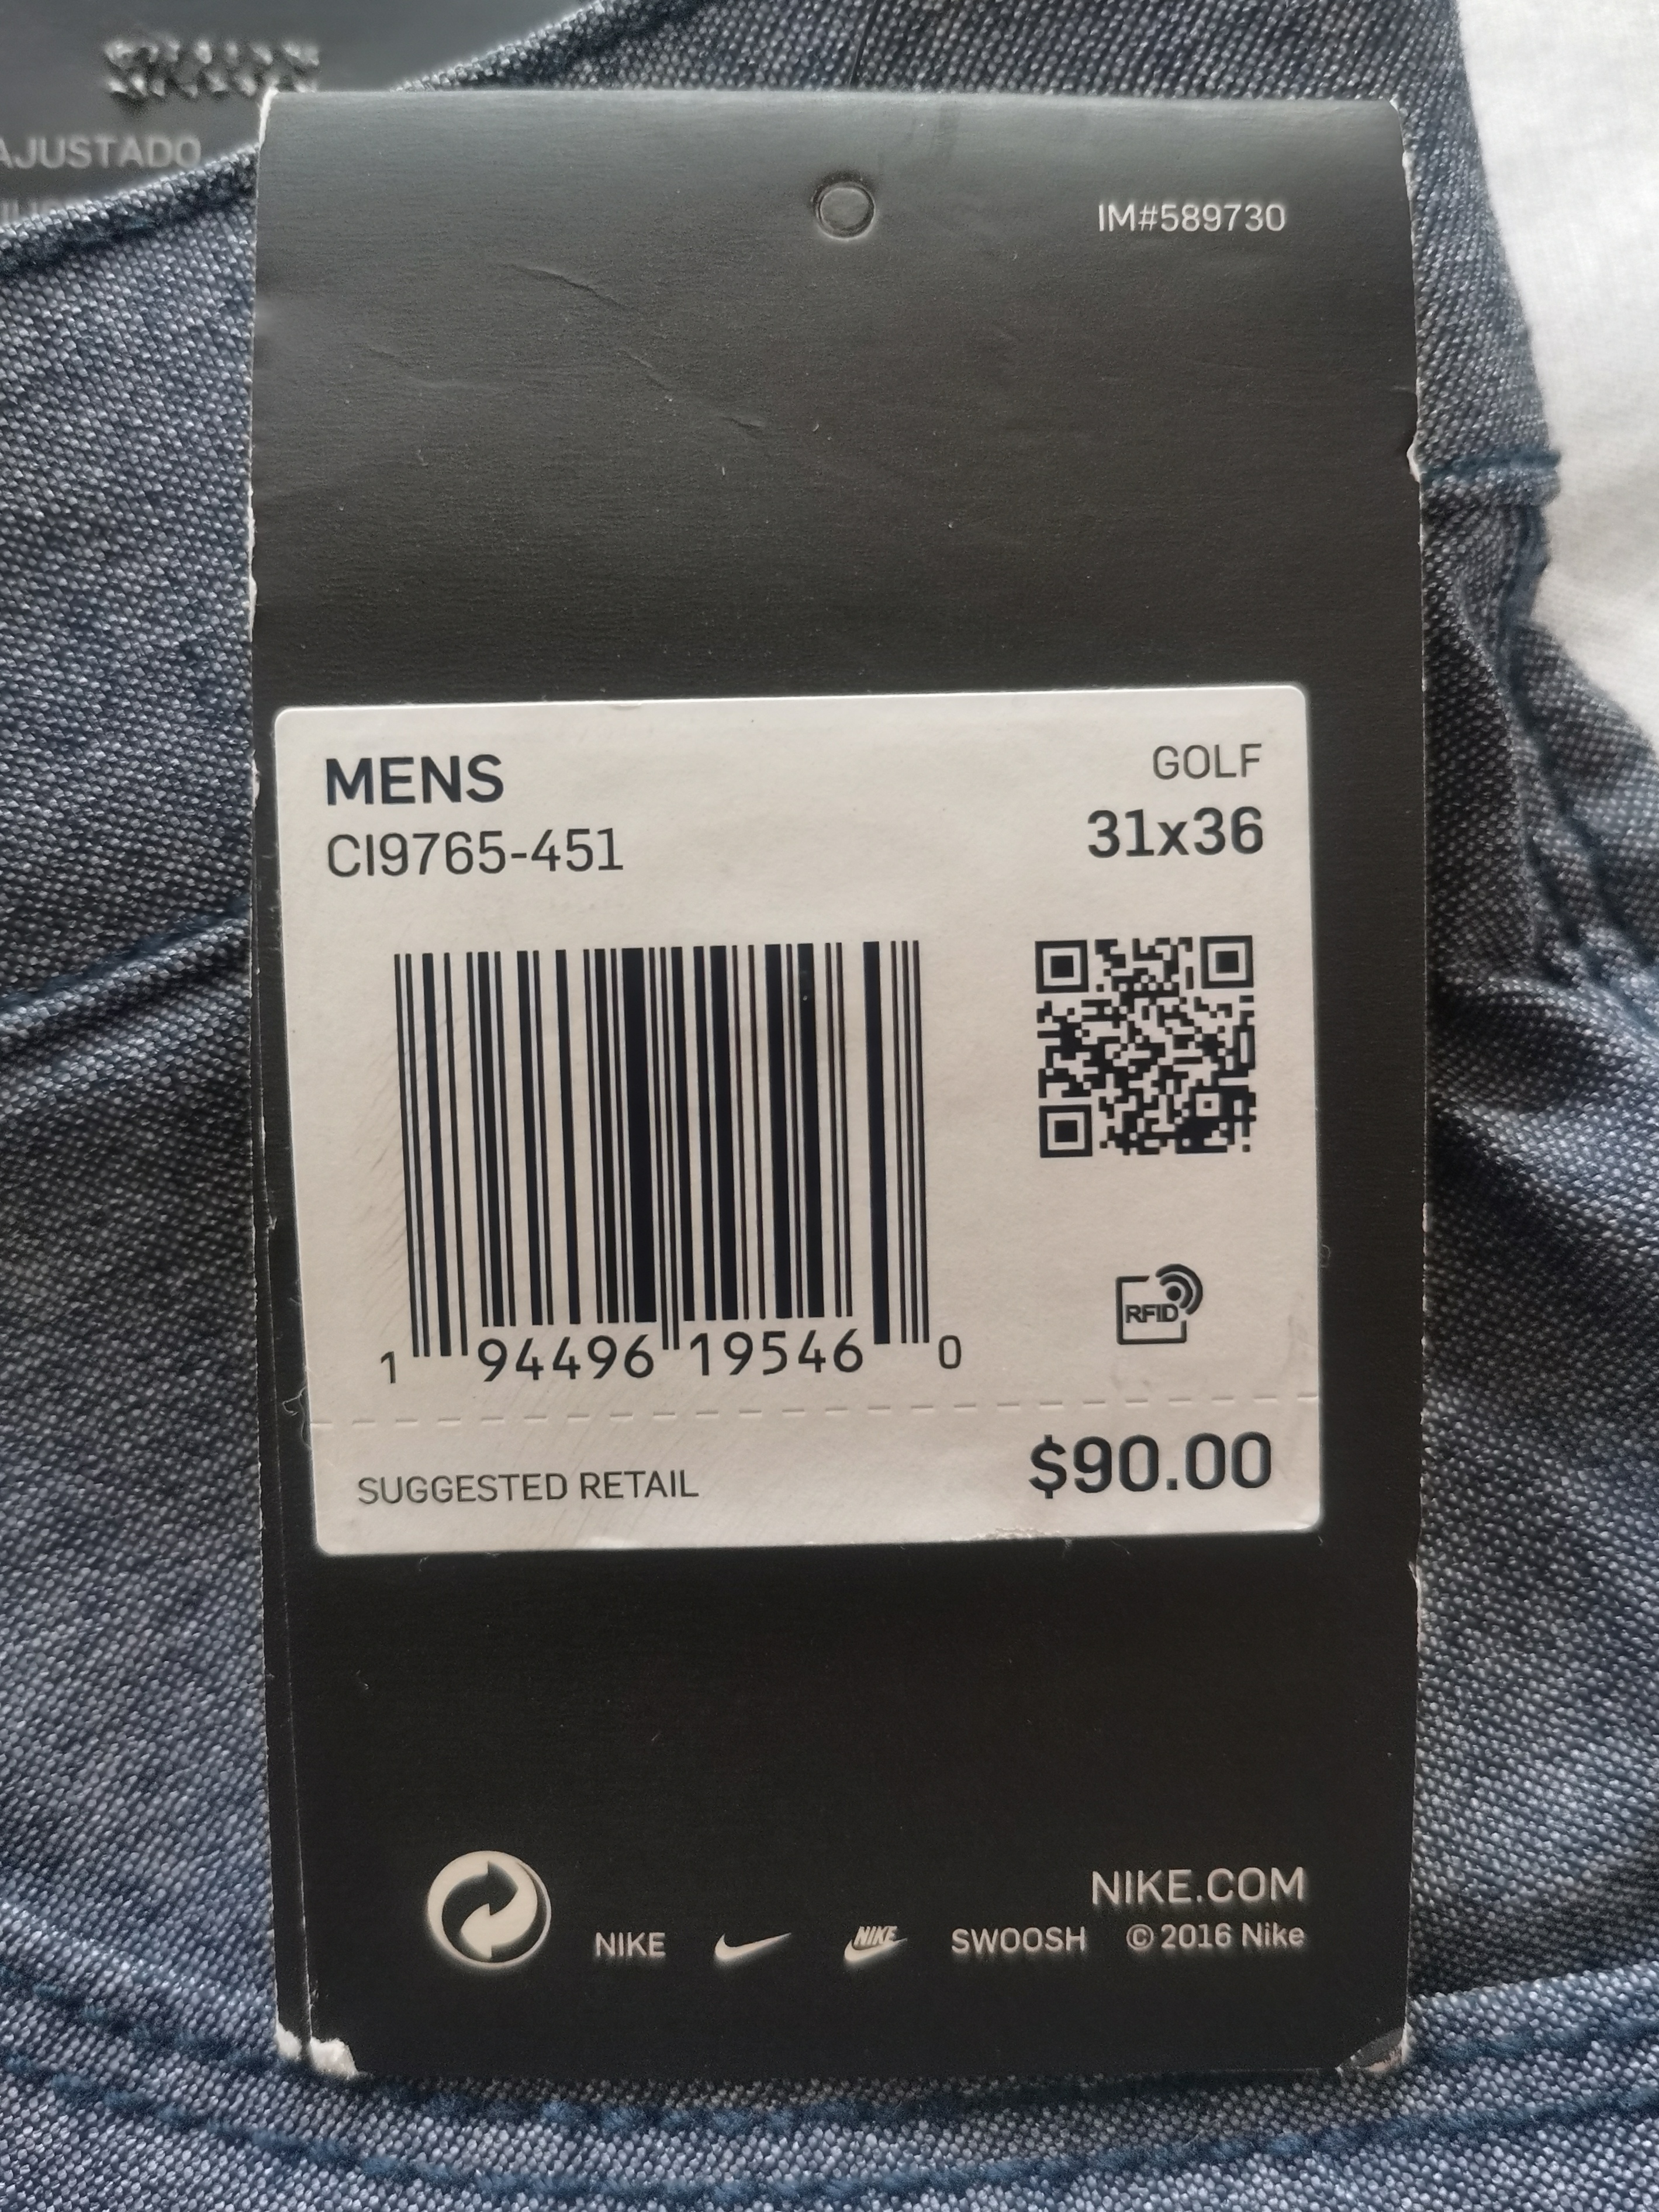 AJUSTADO
IM#589730
MENS
GOLF
CI9765-451
31x36
1 94496 19546 0
RFID
SUGGESTED RETAIL
$90.00
NIKE.COM
NIKE NIKE SWOOSH © 2016 Nike